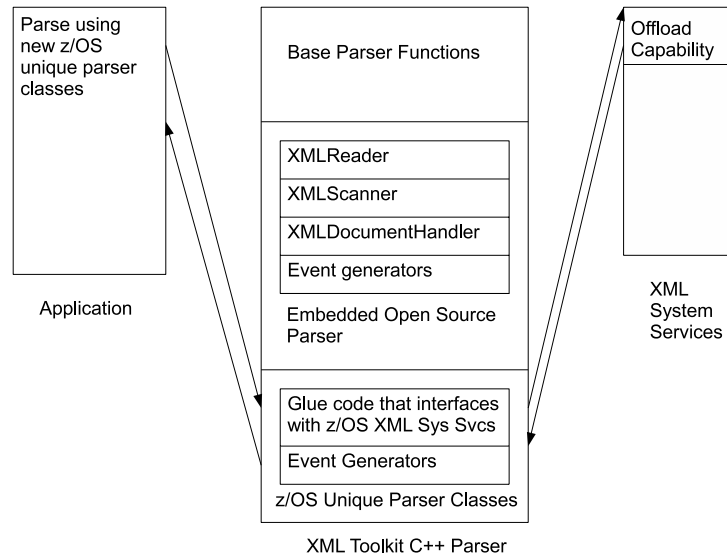 Parse using
new z/OS
unique parser
classes
Application
Base Parser Functions
XMLReader
XMLScanner
XMLDocumentHandler
Event generators
Embedded Open Source
Parser
Glue code that interfaces
with z/OS XML Sys Svcs
Event Generators
z/OS Unique Parser Classes
XML Toolkit C++ Parser
Offload
Capability
XML
System
Services